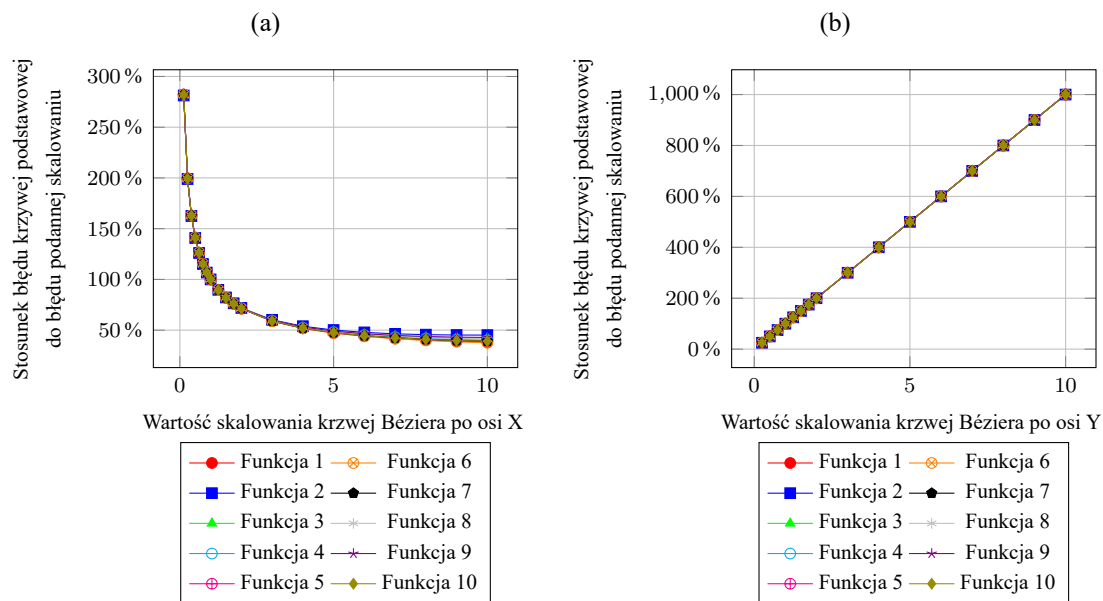 (a)
Stosunek błędu krzywej podstawowej
do błędu podannej skalowaniu
300 %
250 %
200 %
150 %
100 %
50 %
0
5
10
Wartość skalowania krzwej Béziera po osi X
Funkcja 1
Funkcja 6
Funkcja 2
Funkcja 7
Funkcja 3
Funkcja 8
Funkcja 4
Funkcja 9
Funkcja 5
Funkcja 10
(b)
Stosunek błędu krzywej podstawowej
do błędu podannej skalowaniu
1,000 %
800 %
600 %
400 %
200 %
0 %
0
5
10
Wartość skalowania krzwej Béziera po osi Y
Funkcja 1
Funkcja 6
Funkcja 2
Funkcja 7
Funkcja 3
Funkcja 8
Funkcja 4
Funkcja 9
Funkcja 5
Funkcja 10